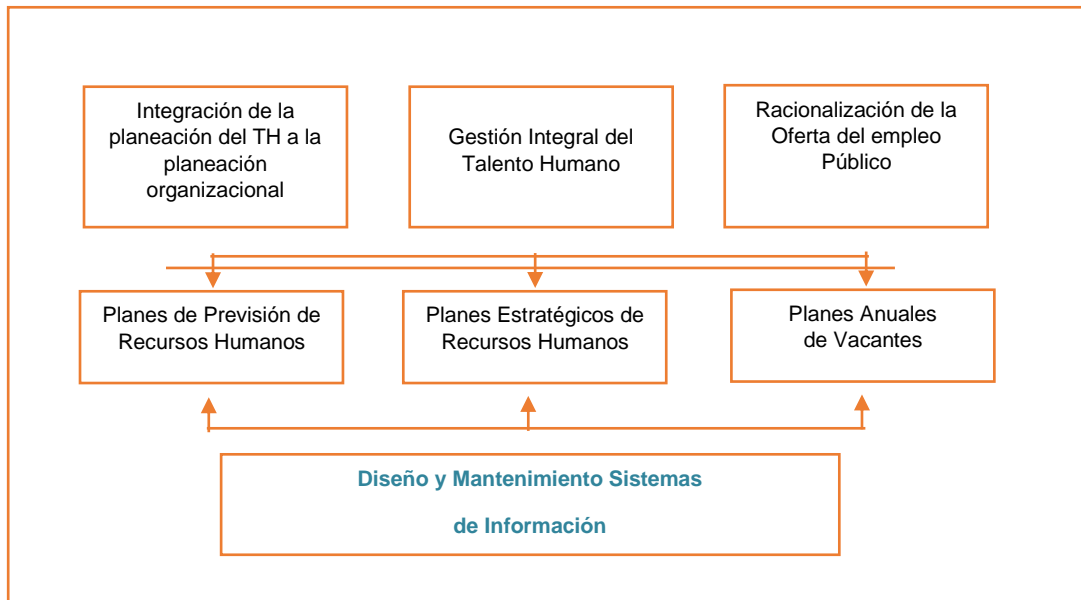 Integración de la
planeación del TH a la
planeación
organizacional
Gestión Integral del
Talento Humano
Racionalización de la
Oferta del empleo
Público
Planes de Previsión de
Recursos Humanos
Planes Estratégicos de
Recursos Humanos
Planes Anuales
de Vacantes
Diseño y Mantenimiento Sistemas
de Información